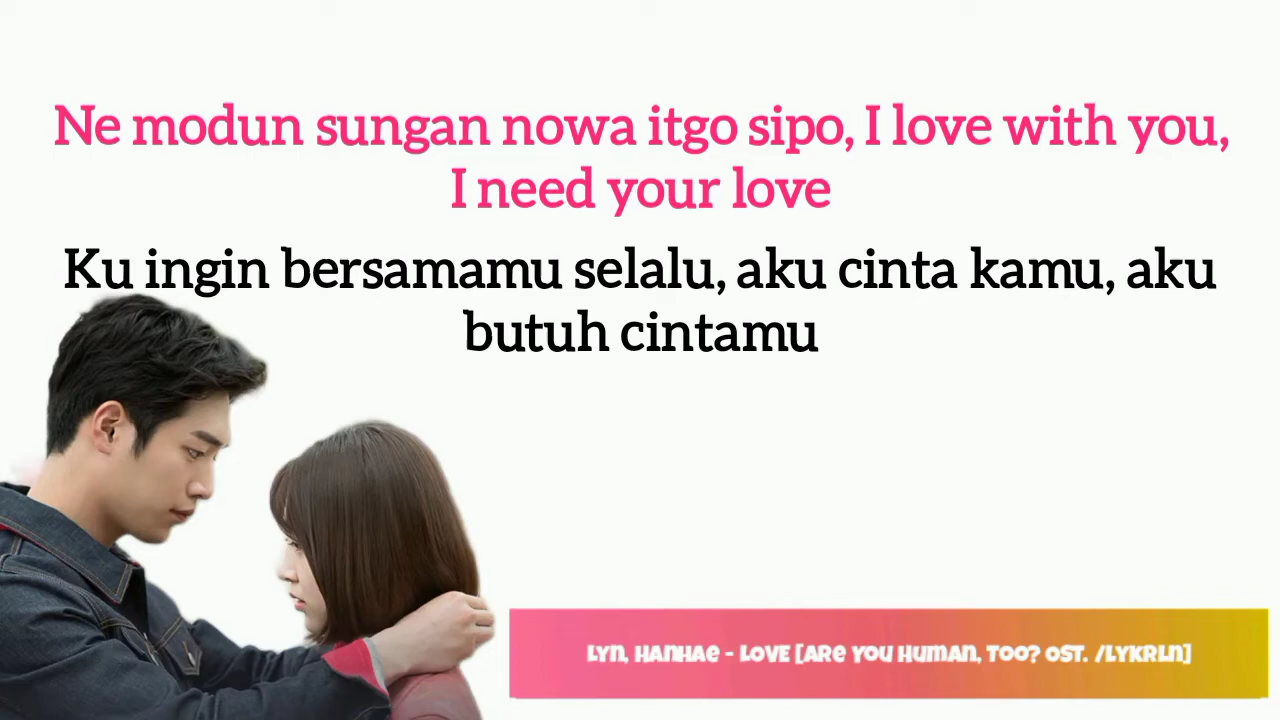 Ne modun sungan nowa itgo sipo, I love with you,
I need your love
Ku ingin bersamamu selalu, aku cinta kamu, aku
butuh cintamu
LYN, HANHAE - LOVE [ARE YOU HUMAN, TOO? OST. /LYKRLN]